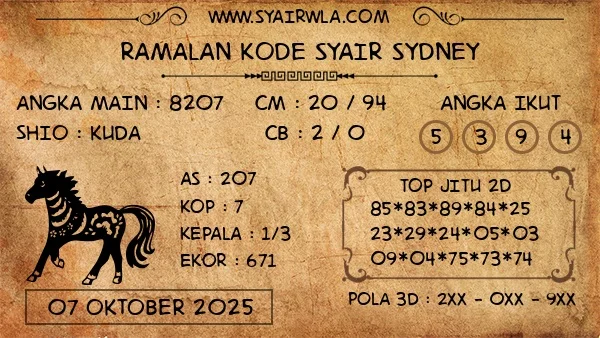 WWW.SYAIRWLA.COM
RAMALAN KODE SYAIR SYDNEY
ANGKA MAIN : 8207
CM : 20 / 94
ANGKA IKUT
SHIO : KUDA
CB : 2 / 0
5 3 9 4
AS : 207
KOP : 7
KEPALA : 1/3
EKOR : 671
TOP JITU 2D
85*83*89*84*25
23*29*24*05*03
09*04*75*73*74
07 OKTOBER 2025
POLA 3D : 2XX - 0XX - 9XX